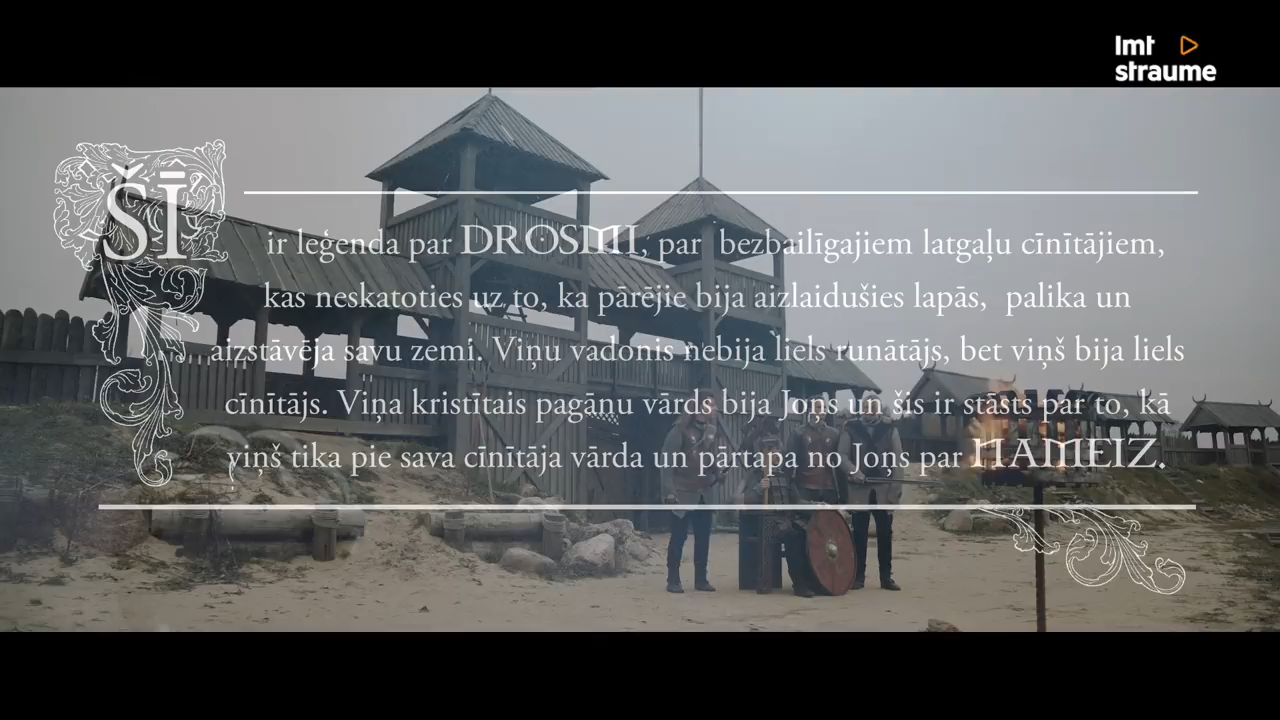 lmt
straume
ŠĪ ir leģenda par DROSMI, par bezbailīgajiem latgaļu cīnītājiem,
kas neskatoties uz to, ka pārējie bija aizlaidušies lapās, palika un
aizstāvēja savu zemi. Viņu vadonis nebija liels runātājs, bet viņš bija liels
cīnītājs. Viņa kristītais pagāņu vārds bija Joņs un šis ir stāsts par to, kā
viņš tika pie sava cīnītāja vārda un pārtapa no Joņs par NAMEIZ.